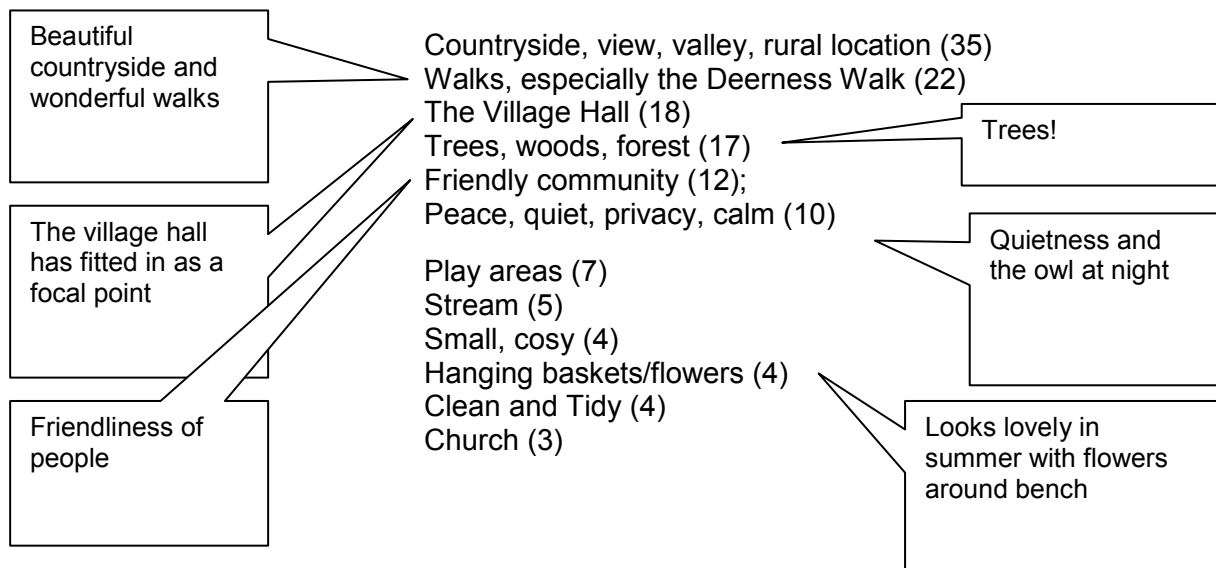 Beautiful
countryside and
wonderful walks
The village hall
has fitted in as a
focal point
Friendliness of
people
Countryside, view, valley, rural location (35)
Walks, especially the Deerness Walk (22)
The Village Hall (18)
Trees, woods, forest (17)
Friendly community (12);
Peace, quiet, privacy, calm (10)
Play areas (7)
Stream (5)
Small, cosy (4)
Hanging baskets/flowers (4)
Clean and Tidy (4)
Church (3)
Trees!
Quietness and
the owl at night
Looks lovely in
summer with flowers
around bench